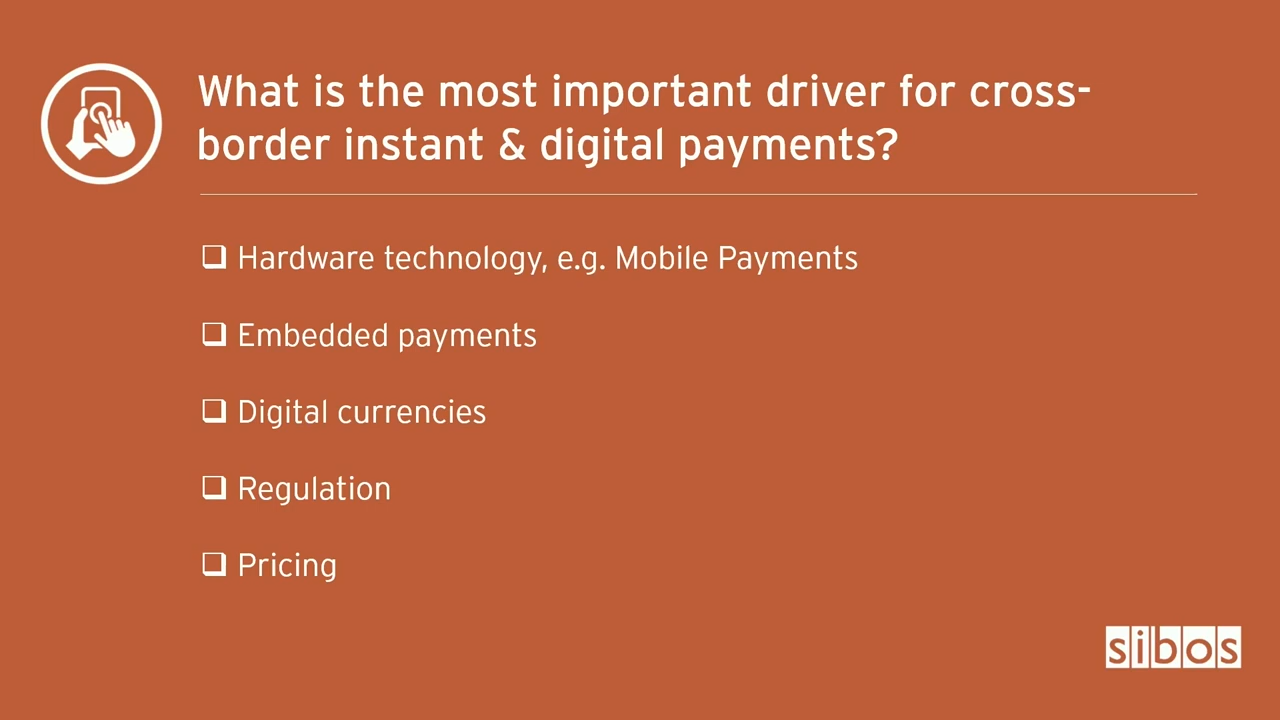 What is the most important driver for cross-
border instant & digital payments?
❑ Hardware technology, e.g. Mobile Payments
❑ Embedded payments
❑ Digital currencies
❑ Regulation
❑ Pricing
sibos